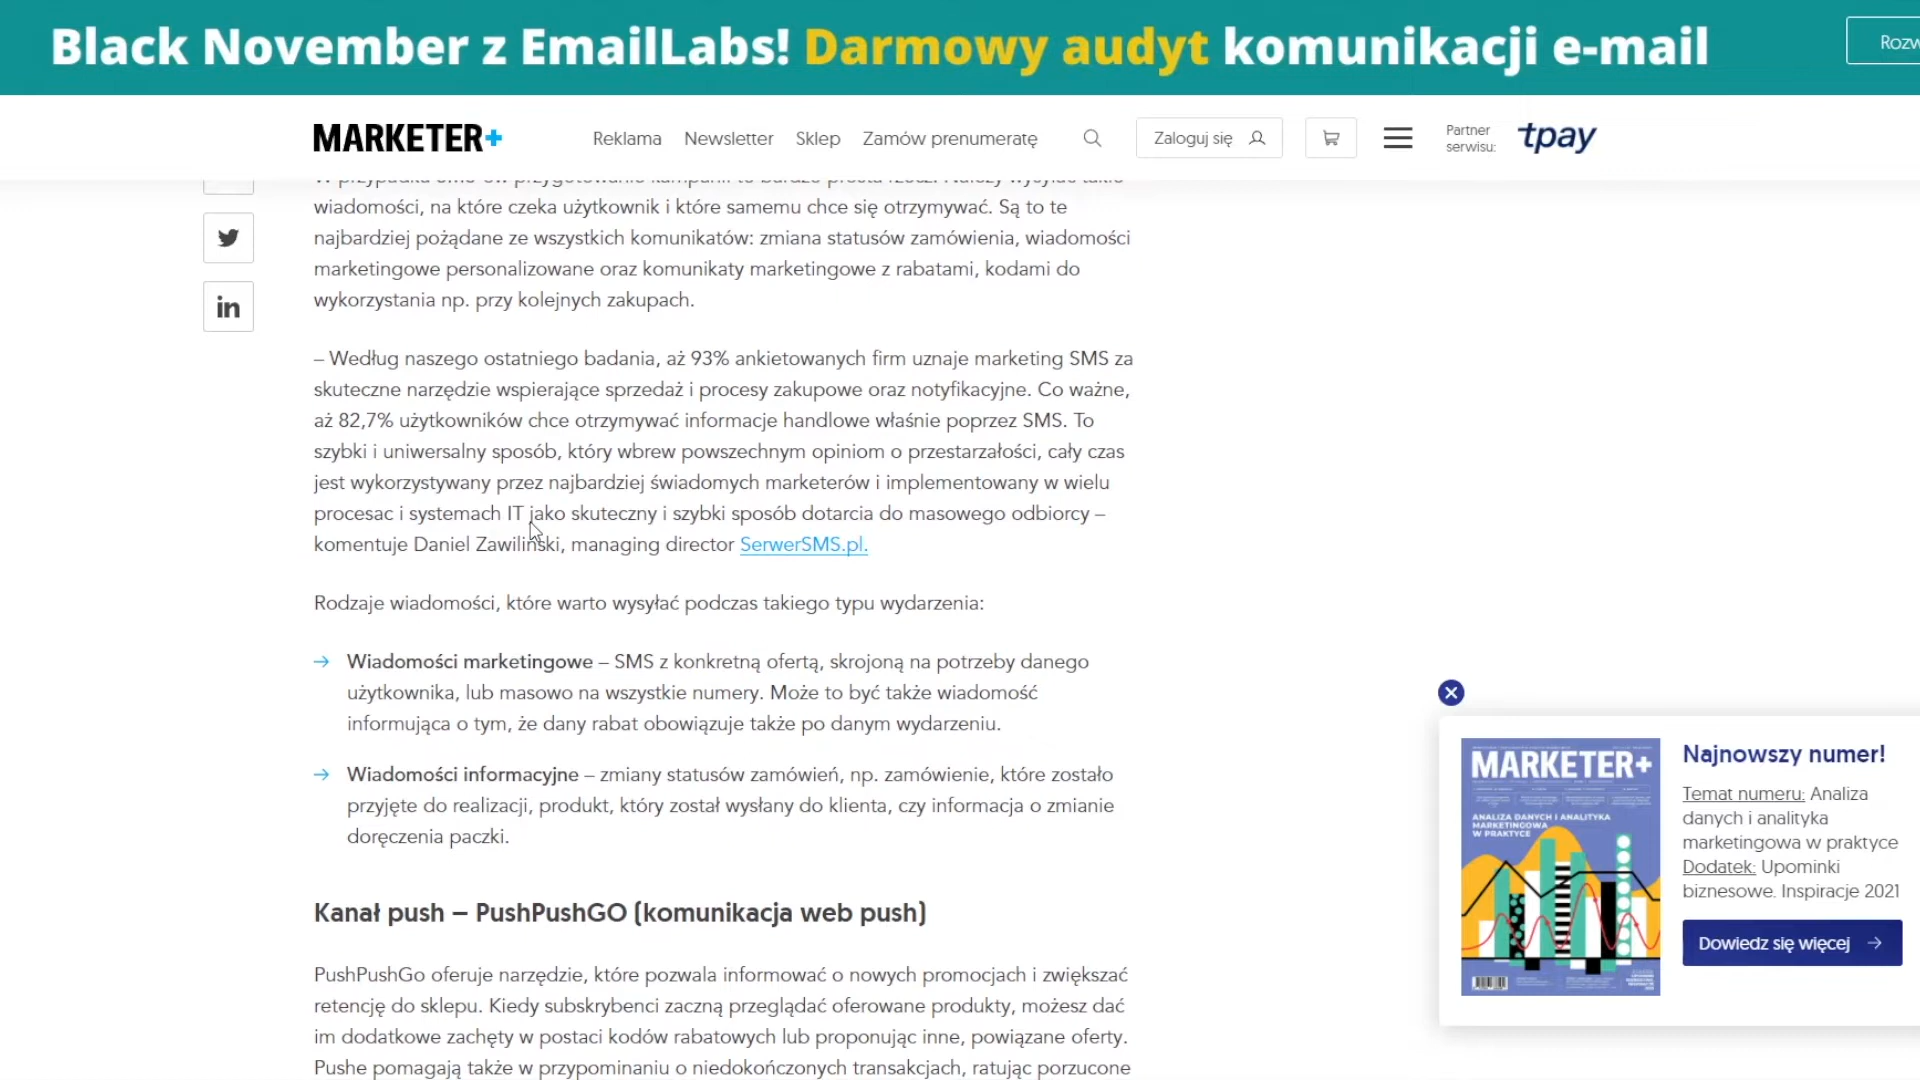 Black November z EmailLabs! Darmowy audyt komunikacji e-mail
MARKETER+
Reklama
Newsletter
Sklep
Zamów prenumeratę
Zaloguj się
Partner
serwisu:
tpay
wiadomości, na które czeka użytkownik i które samemu chce się otrzymywać. Są to te
najbardziej pożądane ze wszystkich komunikatów: zmiana statusów zamówienia, wiadomości
marketingowe personalizowane oraz komunikaty marketingowe z rabatami, kodami do
wykorzystania np. przy kolejnych zakupach.
– Według naszego ostatniego badania, aż 93% ankietowanych firm uznaje marketing SMS za
skuteczne narzędzie wspierające sprzedaż i procesy zakupowe oraz notyfikacyjne. Co ważne,
aż 82,7% użytkowników chce otrzymywać informacje handlowe właśnie poprzez SMS. To
szybki i uniwersalny sposób, który wbrew powszechnym opiniom o przestarzałości, cały czas
jest wykorzystywany przez najbardziej świadomych marketerów i implementowany w wielu
procesac i systemach IT jako skuteczny i szybki sposób dotarcia do masowego odbiorcy –
komentuje Daniel Zawiliński, managing director SerwerSMS.pl.
Rodzaje wiadomości, które warto wysyłać podczas takiego typu wydarzenia:
→ Wiadomości marketingowe – SMS z konkretną ofertą, skrojoną na potrzeby danego
użytkownika, lub masowo na wszystkie numery. Może to być także wiadomość
informująca o tym, że dany rabat obowiązuje także po danym wydarzeniu.
→ Wiadomości informacyjne – zmiany statusów zamówień, np. zamówienie, które zostało
przyjęte do realizacji, produkt, który został wysłany do klienta, czy informacja o zmianie
doręczenia paczki.
Kanał push – PushPushGO (komunikacja web push)
PushPushGo oferuje narzędzie, które pozwala informować o nowych promocjach i zwiększać
retencję do sklepu. Kiedy subskrybenci zaczną przeglądać oferowane produkty, możesz dać
im dodatkowe zachęty w postaci kodów rabatowych lub proponując inne, powiązane oferty.
Pushe pomagają także w przypominaniu o niedokończonych transakcjach, ratując porzucone
MARKETER+
ANALIZA DANYCH I ANALITYKA
MARKETINGOWA
W PRAKTYCE
Najnowszy numer!
Temat numeru: Analiza
danych i analityka
marketingowa w praktyce
Dodatek: Upominki
biznesowe. Inspiracje 2021
Dowiedz się więcej →